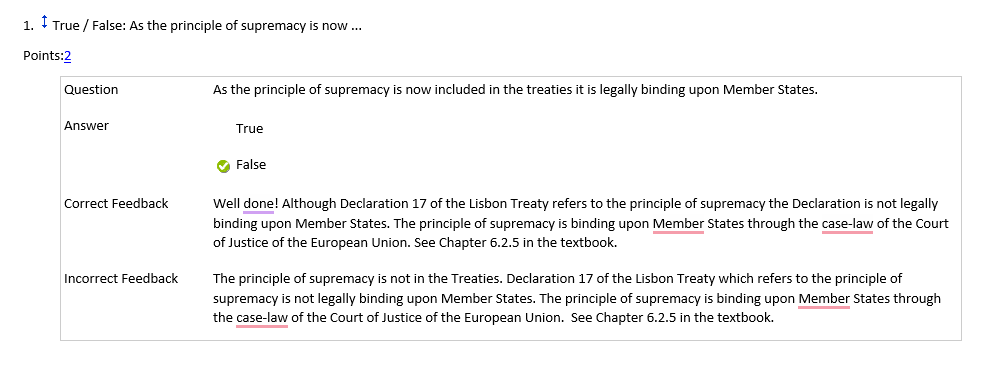 1. True / False: As the principle of supremacy is now ...
Points:2
Question As the principle of supremacy is now included in the treaties it is legally binding upon Member States.
Answer
True
False
Correct Feedback Well done! Although Declaration 17 of the Lisbon Treaty refers to the principle of supremacy the Declaration is not legally
binding upon Member States. The principle of supremacy is binding upon Member States through the case-law of the Court
of Justice of the European Union. See Chapter 6.2.5 in the textbook.
Incorrect Feedback The principle of supremacy is not in the Treaties. Declaration 17 of the Lisbon Treaty which refers to the principle of
supremacy is not legally binding upon Member States. The principle of supremacy is binding upon Member States through
the case-law of the Court of Justice of the European Union.  See Chapter 6.2.5 in the textbook.